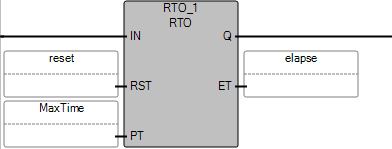 RTO_1
RTO
IN
Q
reset
elapse
RST
ET
MaxTime
PT